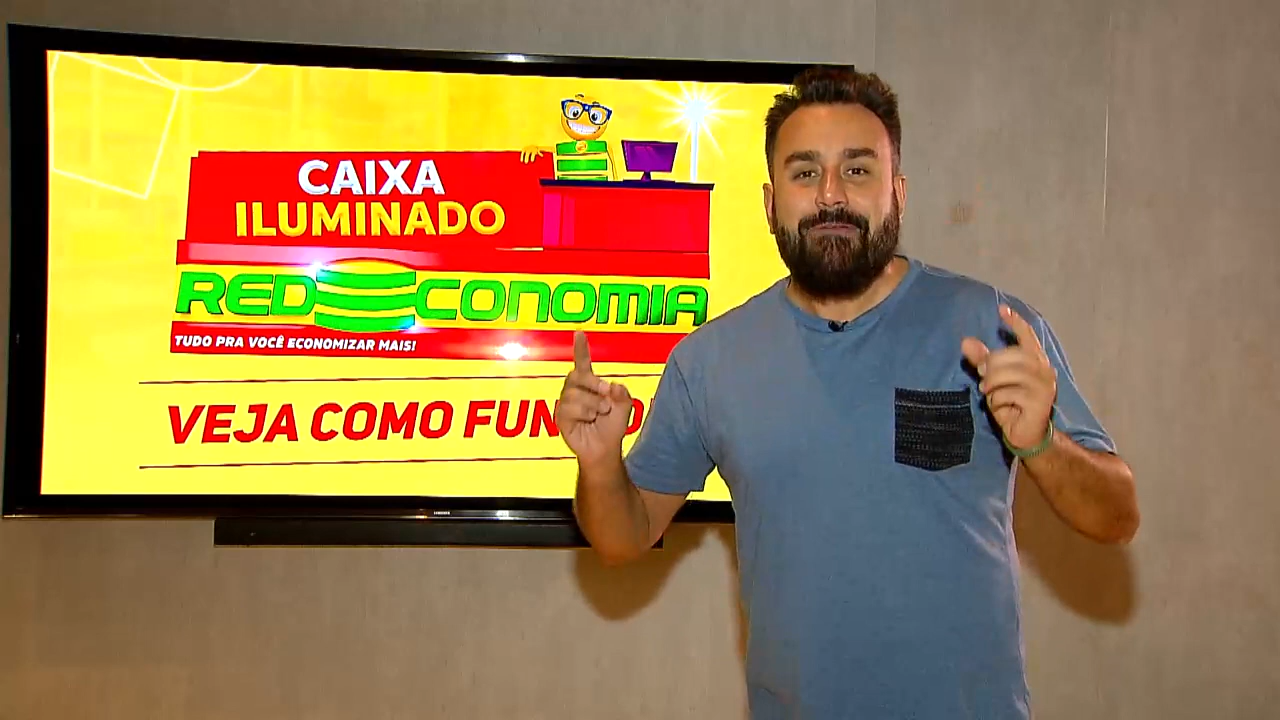 CAIXA
ILUMINADO
REDECONOMIA
TUDO PRA VOCÊ ECONOMIZAR MAIS!
VEJA COMO